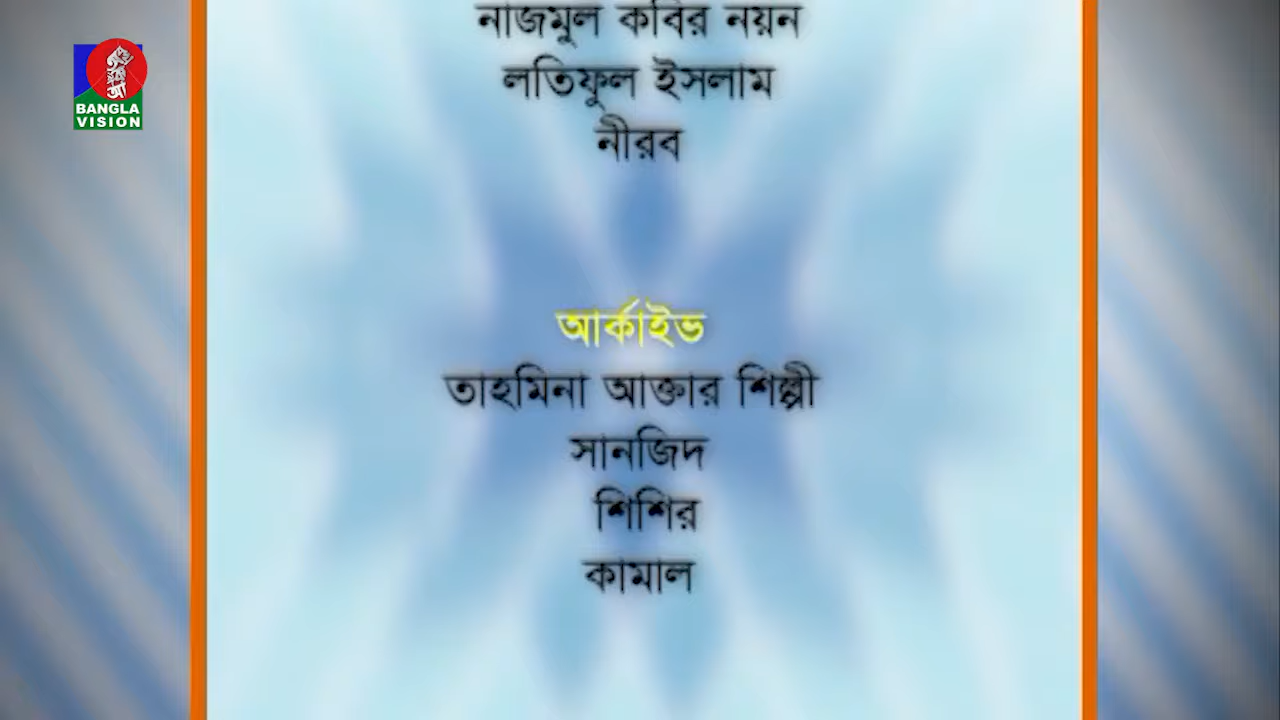 BANGLA
VISION
নাজমুল কবির নয়ন
লতিফুল ইসলাম
নীরব
আর্কাইভ
তাহমিনা আক্তার শিল্পী
সানজিদ
শিশির
কামাল